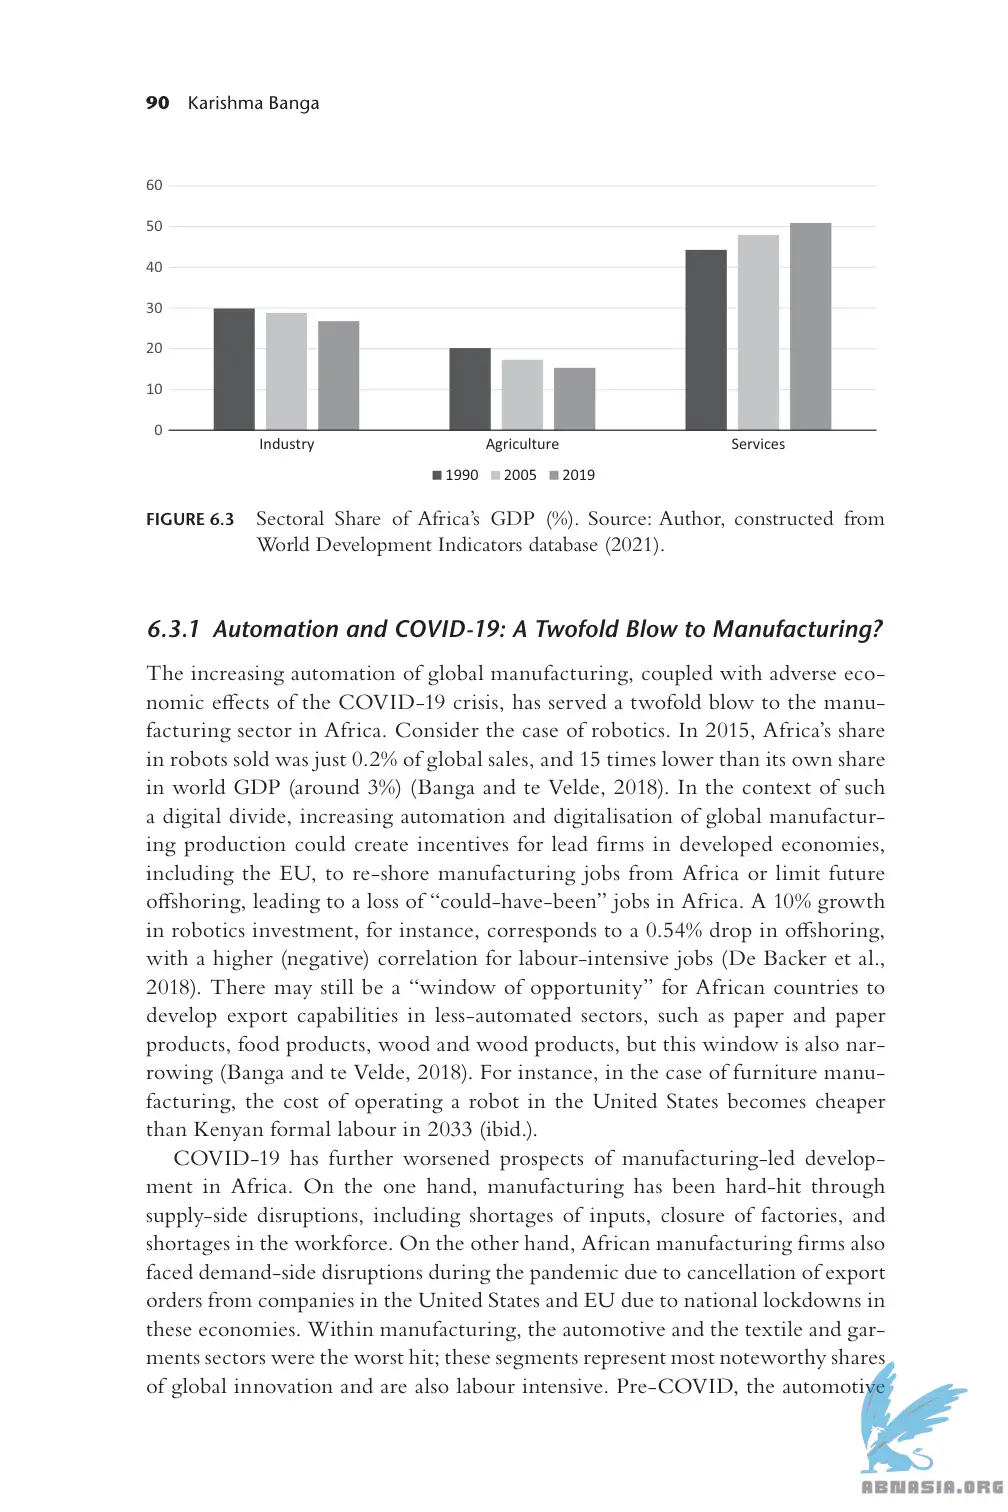 90 Karishma Banga
60
50
40
30
20
10
0
Industry Agriculture Services
1990 2005 2019
FIGURE 6.3 Sectoral Share of Africa’s GDP (%). Source: Author, constructed from
World Development Indicators database (2021).
6.3.1 Automation and COVID-19: A Twofold Blow to Manufacturing?
The increasing automation of global manufacturing, coupled with adverse eco-
nomic effects of the COVID-19 crisis, has served a twofold blow to the manu-
facturing sector in Africa. Consider the case of robotics. In 2015, Africa’s share
in robots sold was just 0.2% of global sales, and 15 times lower than its own share
in world GDP (around 3%) (Banga and te Velde, 2018). In the context of such
a digital divide, increasing automation and digitalisation of global manufactur-
ing production could create incentives for lead firms in developed economies,
including the EU, to re-shore manufacturing jobs from Africa or limit future
offshoring, leading to a loss of “could-have-been” jobs in Africa. A 10% growth
in robotics investment, for instance, corresponds to a 0.54% drop in offshoring,
with a higher (negative) correlation for labour-intensive jobs (De Backer et al.,
2018). There may still be a “window of opportunity” for African countries to
develop export capabilities in less-automated sectors, such as paper and paper
products, food products, wood and wood products, but this window is also nar-
rowing (Banga and te Velde, 2018). For instance, in the case of furniture manu-
facturing, the cost of operating a robot in the United States becomes cheaper
than Kenyan formal labour in 2033 (ibid.).
COVID-19 has further worsened prospects of manufacturing-led develop-
ment in Africa. On the one hand, manufacturing has been hard-hit through
supply-side disruptions, including shortages of inputs, closure of factories, and
shortages in the workforce. On the other hand, African manufacturing firms also
faced demand-side disruptions during the pandemic due to cancellation of export
orders from companies in the United States and EU due to national lockdowns in
these economies. Within manufacturing, the automotive and the textile and gar-
ments sectors were the worst hit; these segments represent most noteworthy shares
of global innovation and are also labour intensive. Pre-COVID, the automotive
ABNASIA.ORG